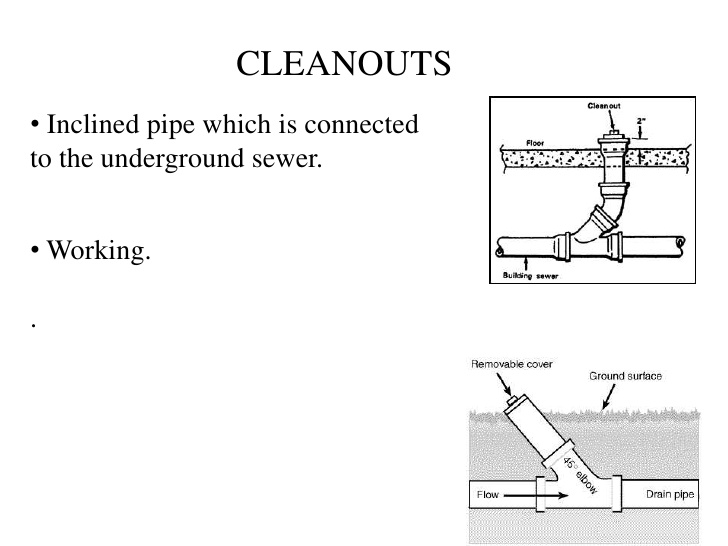 CLEANOUTS
• Inclined pipe which is connected
to the underground sewer.
• Working.
.
Cleanout
2"
Floor
Building sewer
Removable cover
Ground surface
45° elbow
Flow
Drain pipe